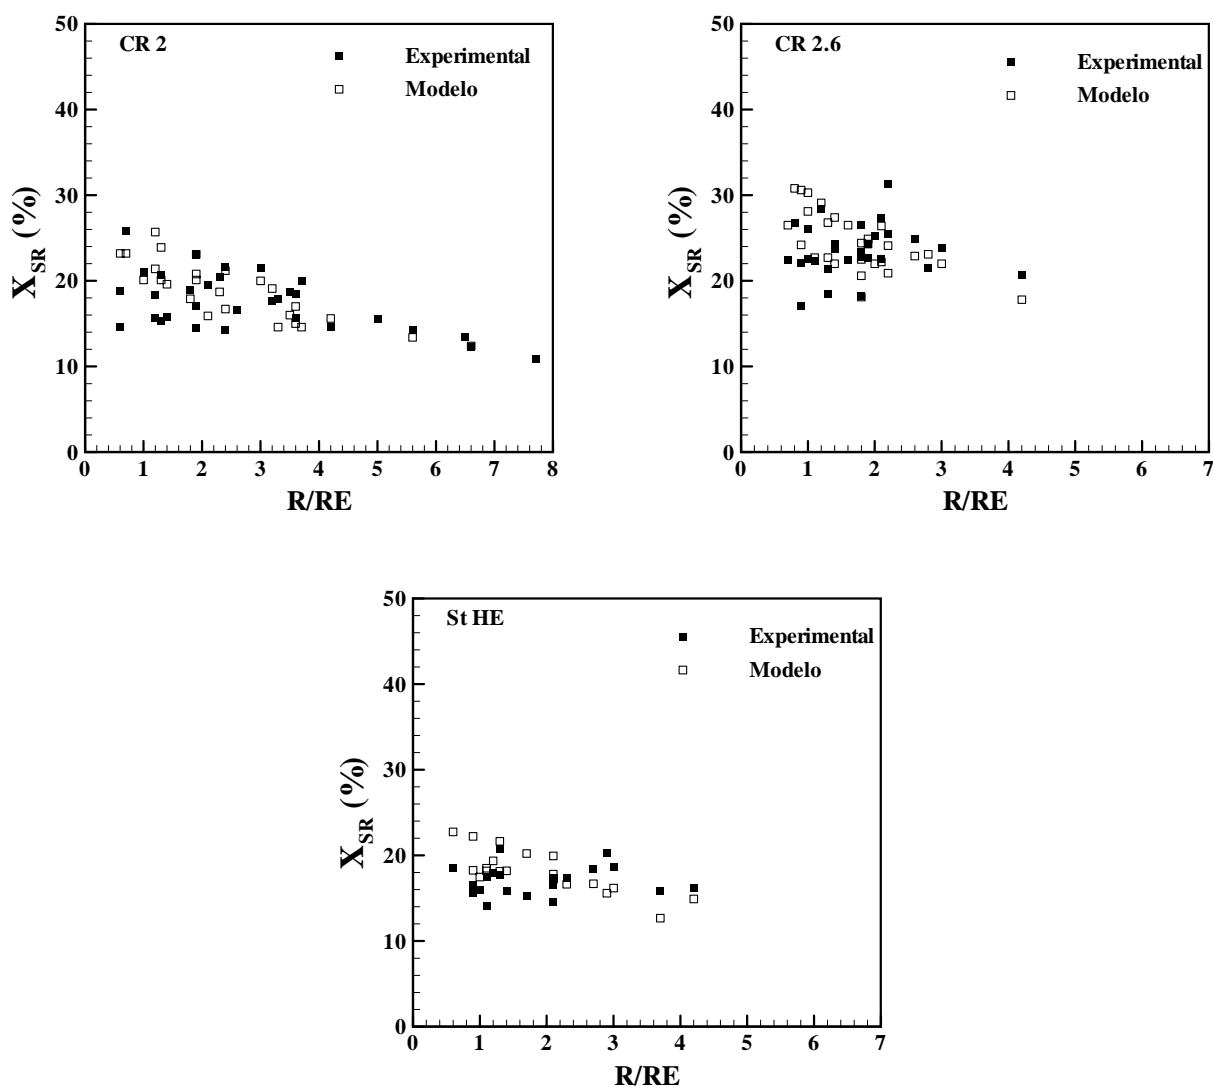 CR 2
Experimental
Modelo
50
40
30
20
10
0
X_SR (%)
0 1 2 3 4 5 6 7 8
R/RE
CR 2.6
Experimental
Modelo
50
40
30
20
10
0
X_SR (%)
0 1 2 3 4 5 6 7
R/RE
St HE
Experimental
Modelo
50
40
30
20
10
0
X_SR (%)
0 1 2 3 4 5 6 7
R/RE